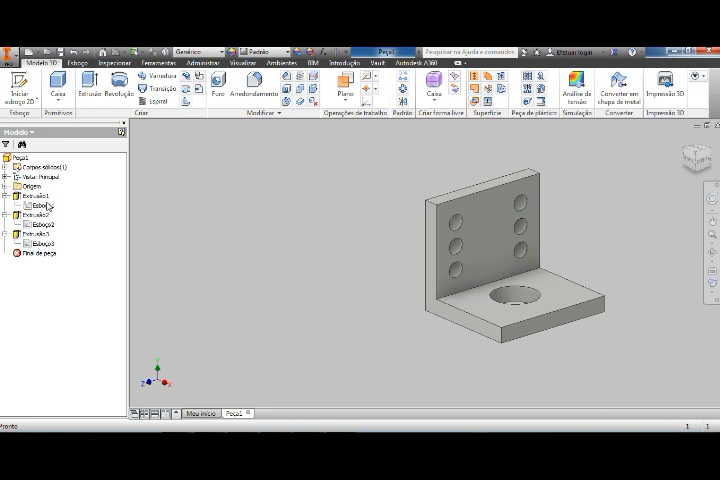 Genérico
Padrão
Peça1
Pesquisar na Ajuda e comandos.
Efetuar login
Modelo 3D Esboço Inspecionar Ferramentas Administrar Visualizar Ambientes BIM Introdução Vault Autodesk A360
Iniciar esboço 2D
Caixa
Extrusão
Revolução
Varredura
Transição
Espiral
Furo
Arredondamento
Plano
Caixa
Análise de tensão
Converter em chapa de metal
Impressão 3D
Esboço Primitivos Criar Modificar Operações de trabalho Padrão Criar forma livre Superfície Peça de plástico Simulação Converter Impressão 3D
Modelo
Peça1
Corpos sólidos(1)
Vista: Principal
Origem
Extrusão1
Extrusão2
Esboço2
Extrusão3
Esboço3
Final de peça
Y
Z X
Meu início Peça1
Pronto 1 1